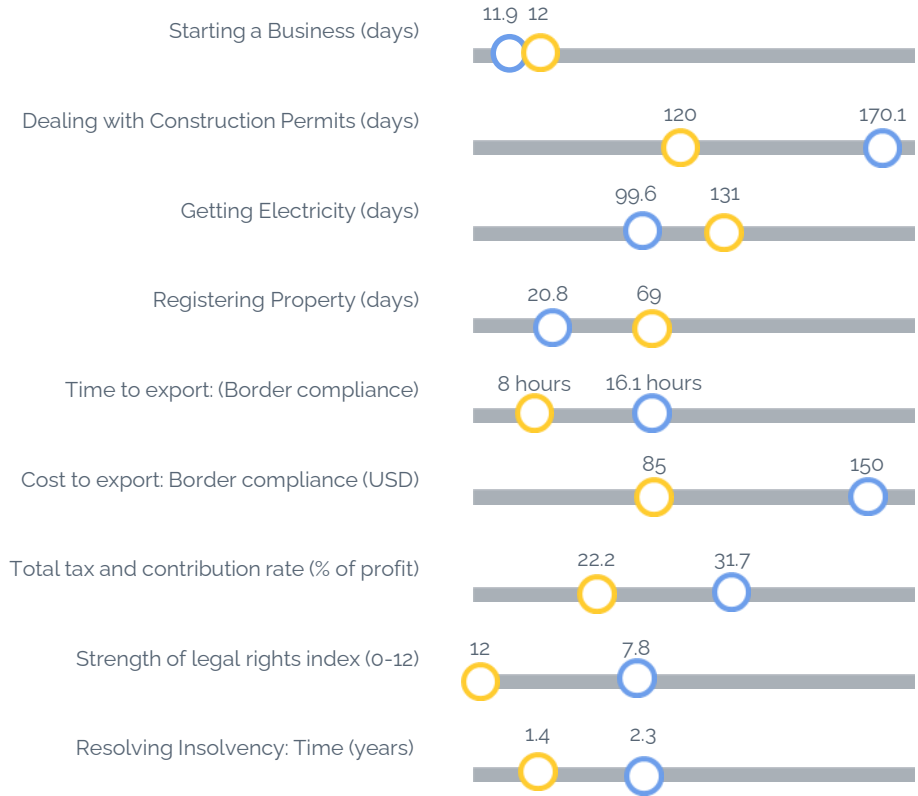 Starting a Business (days)
11.9 12
Dealing with Construction Permits (days)
120 170.1
Getting Electricity (days)
99.6 131
Registering Property (days)
20.8 69
Time to export: (Border compliance)
8 hours 16.1 hours
Cost to export: Border compliance (USD)
85 150
Total tax and contribution rate (% of profit)
22.2 31.7
Strength of legal rights index (0-12)
12 7.8
Resolving Insolvency: Time (years)
1.4 2.3